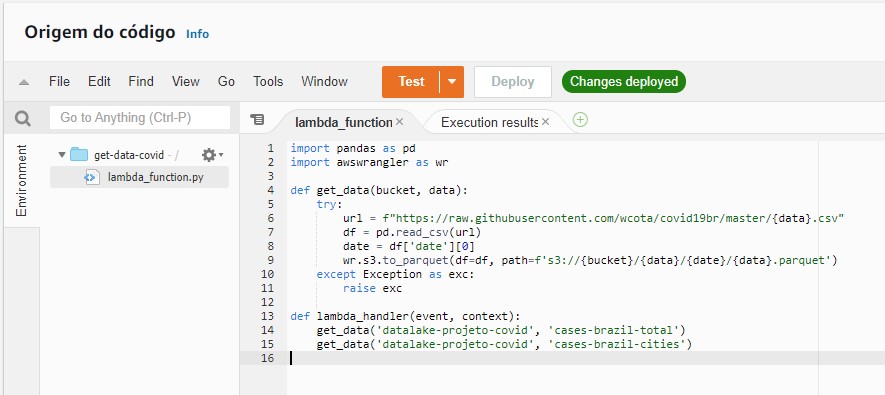 Origem do código Info
File Edit Find View Go Tools Window Test Deploy Changes deployed
Go to Anything (Ctrl-P) lambda_function Execution results
Environment
get-data-covid - /
lambda_function.py
1 import pandas as pd
2 import awswrangler as wr
3
4 def get_data(bucket, data):
5     try:
6         url = f"https://raw.githubusercontent.com/wcota/covid19br/master/{data}.csv"
7         df = pd.read_csv(url)
8         date = df['date'][0]
9         wr.s3.to_parquet(df=df, path=f's3://{bucket}/{data}/{date}/{data}.parquet')
10     except Exception as exc:
11         raise exc
12
13 def lambda_handler(event, context):
14     get_data('datalake-projeto-covid', 'cases-brazil-total')
15     get_data('datalake-projeto-covid', 'cases-brazil-cities')
16